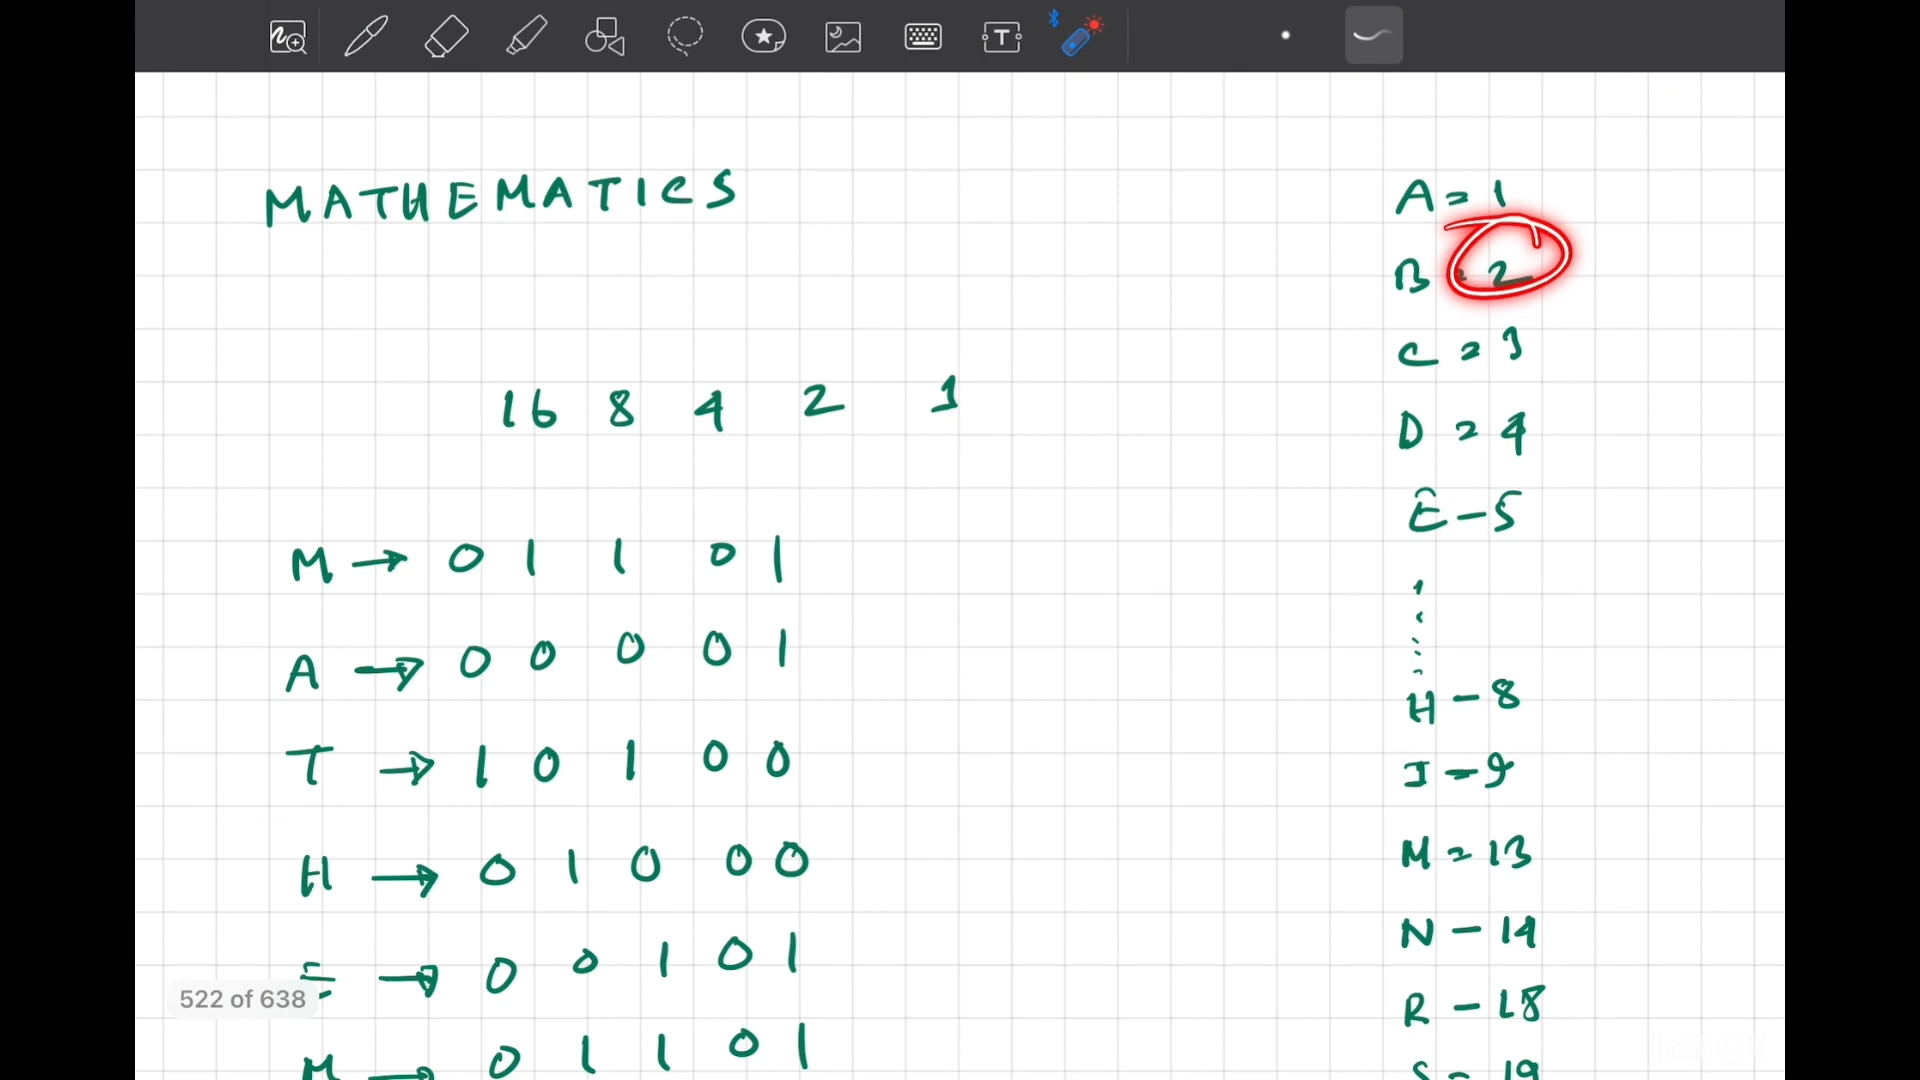 MATHEMATICS
16 8 4 2 1
M → 0 1 1 0 1
A → 0 0 0 0 1
T → 1 0 1 0 0
H → 0 1 0 0 0
E → 0 0 1 0 1
M → 0 1 1 0 1
522 of 638
A = 1
B = 2
C = 3
D = 4
E - 5
H - 8
I - 9
M = 13
N - 14
R - 18
S = 19
T